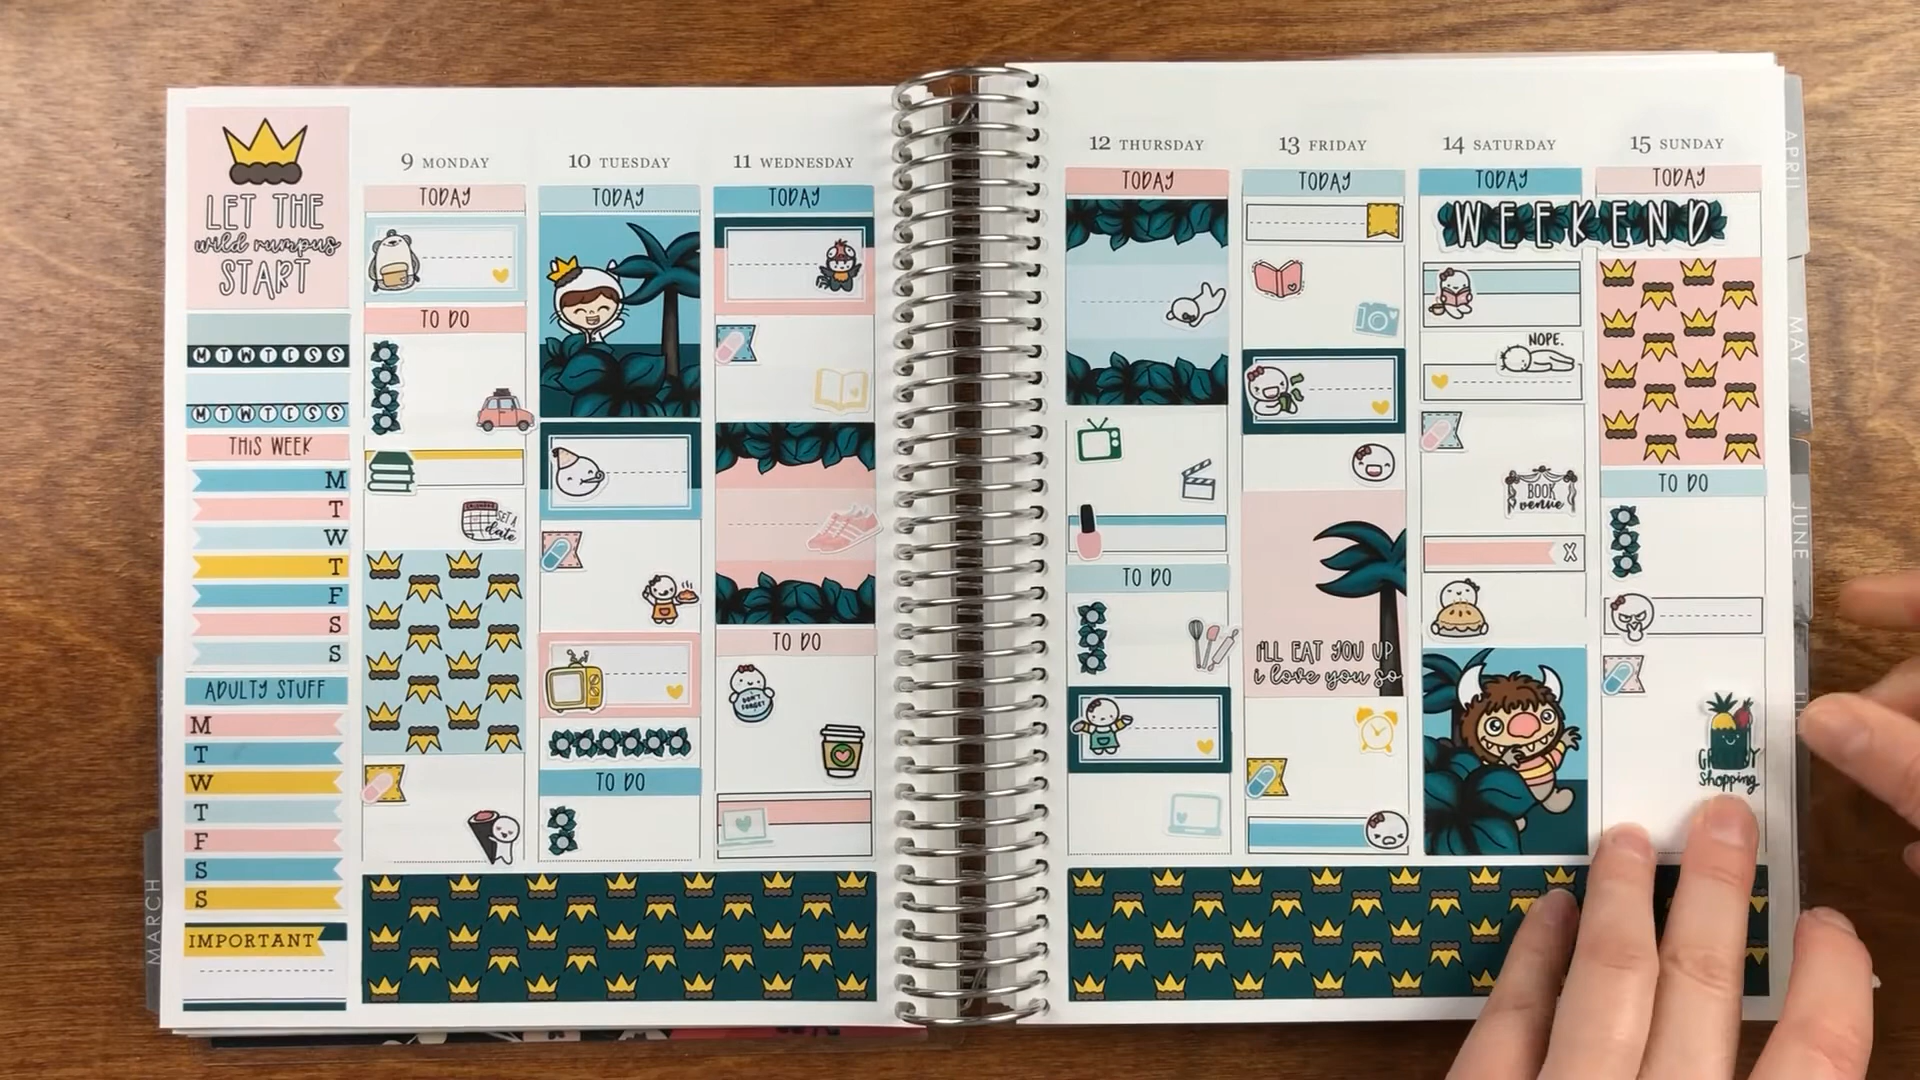 LET THE
wild rumpus
START
M T W T F S S
M T W T F S S
THIS WEEK
M
T
W
T
F
S
S
ADULTY STUFF
M
T
W
T
F
S
S
IMPORTANT
MARCH
9 MONDAY
TODAY
TO DO
CALENDAR
SET A
date
10 TUESDAY
TODAY
TO DO
11 WEDNESDAY
TODAY
TO DO
DON'T
FORGET!
12 THURSDAY
TODAY
TO DO
13 FRIDAY
TODAY
I'LL EAT YOU UP
i love you so
14 SATURDAY
TODAY
WEEKEND
NOPE.
BOOK
venue
X
15 SUNDAY
TODAY
TO DO
GROCERY
shopping
APRIL
MAY
JUNE